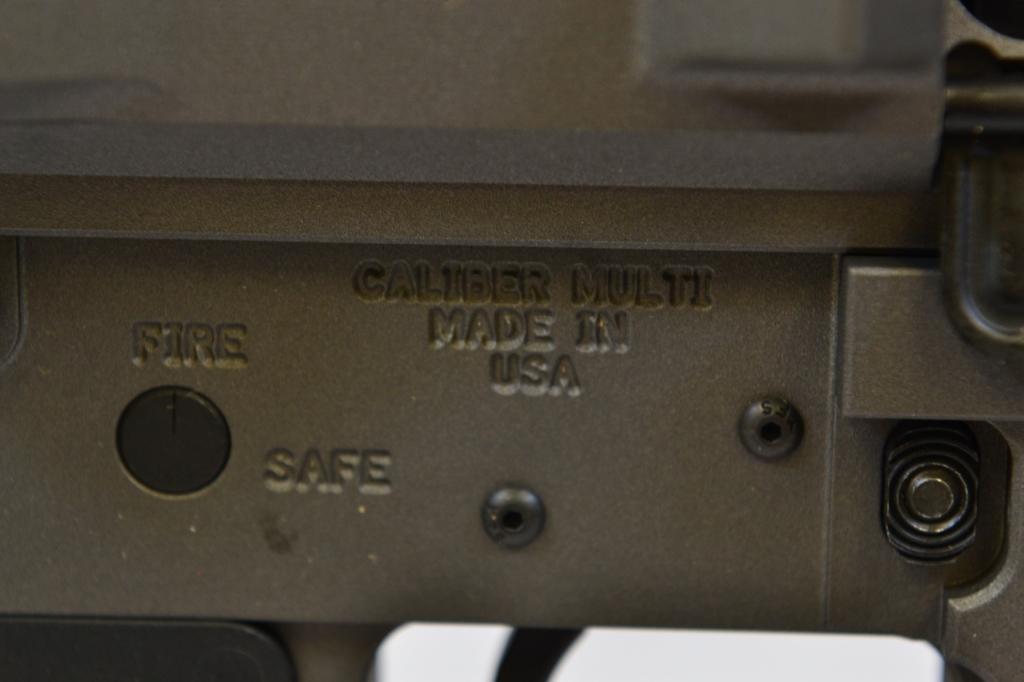 CALIBER MULTI
MADE IN
USA
FIRE
SAFE